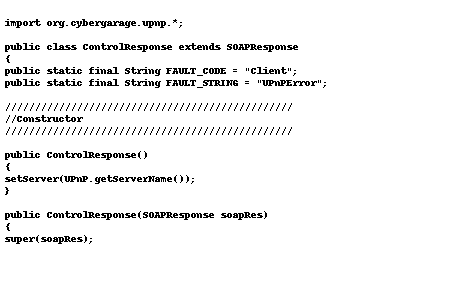 import org.cybergarage.upnp.*;
public class ControlResponse extends SOAPResponse
{
public static final String FAULT_CODE = "Client";
public static final String FAULT_STRING = "UPnPError";
////////////////////////////////////////////////
//Constructor
////////////////////////////////////////////////
public ControlResponse()
{
setServer(UPnP.getServerName());
}
public ControlResponse(SOAPResponse soapRes)
{
super(soapRes);